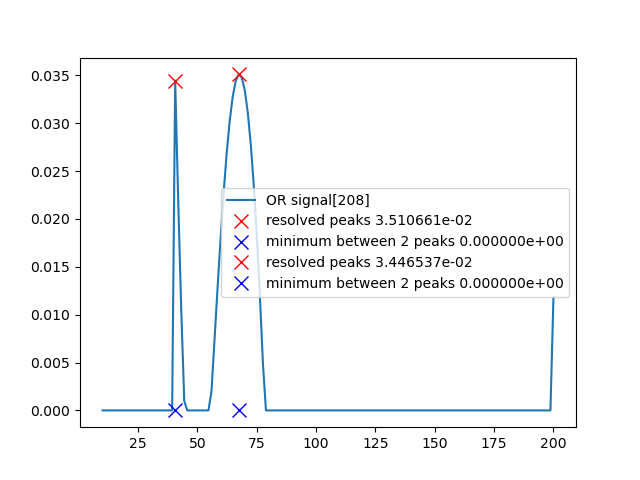 0.035
0.030
0.025
0.020
0.015
0.010
0.005
0.000
OR signal[208]
resolved peaks 3.510661e-02
minimum between 2 peaks 0.000000e+00
resolved peaks 3.446537e-02
minimum between 2 peaks 0.000000e+00
25 50 75 100 125 150 175 200